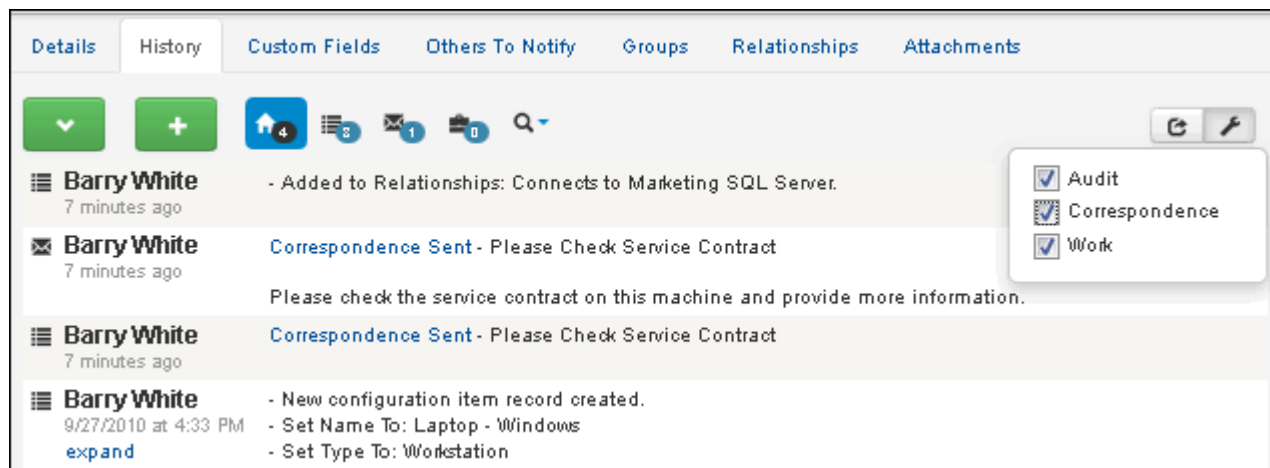 Details History Custom Fields Others To Notify Groups Relationships Attachments
4 3 1 0
Audit
Correspondence
Work
Barry White - Added to Relationships: Connects to Marketing SQL Server.
7 minutes ago
Barry White Correspondence Sent - Please Check Service Contract
7 minutes ago
Please check the service contract on this machine and provide more information.
Barry White Correspondence Sent - Please Check Service Contract
7 minutes ago
Barry White - New configuration item record created.
9/27/2010 at 4:33 PM - Set Name To: Laptop - Windows
expand - Set Type To: Workstation